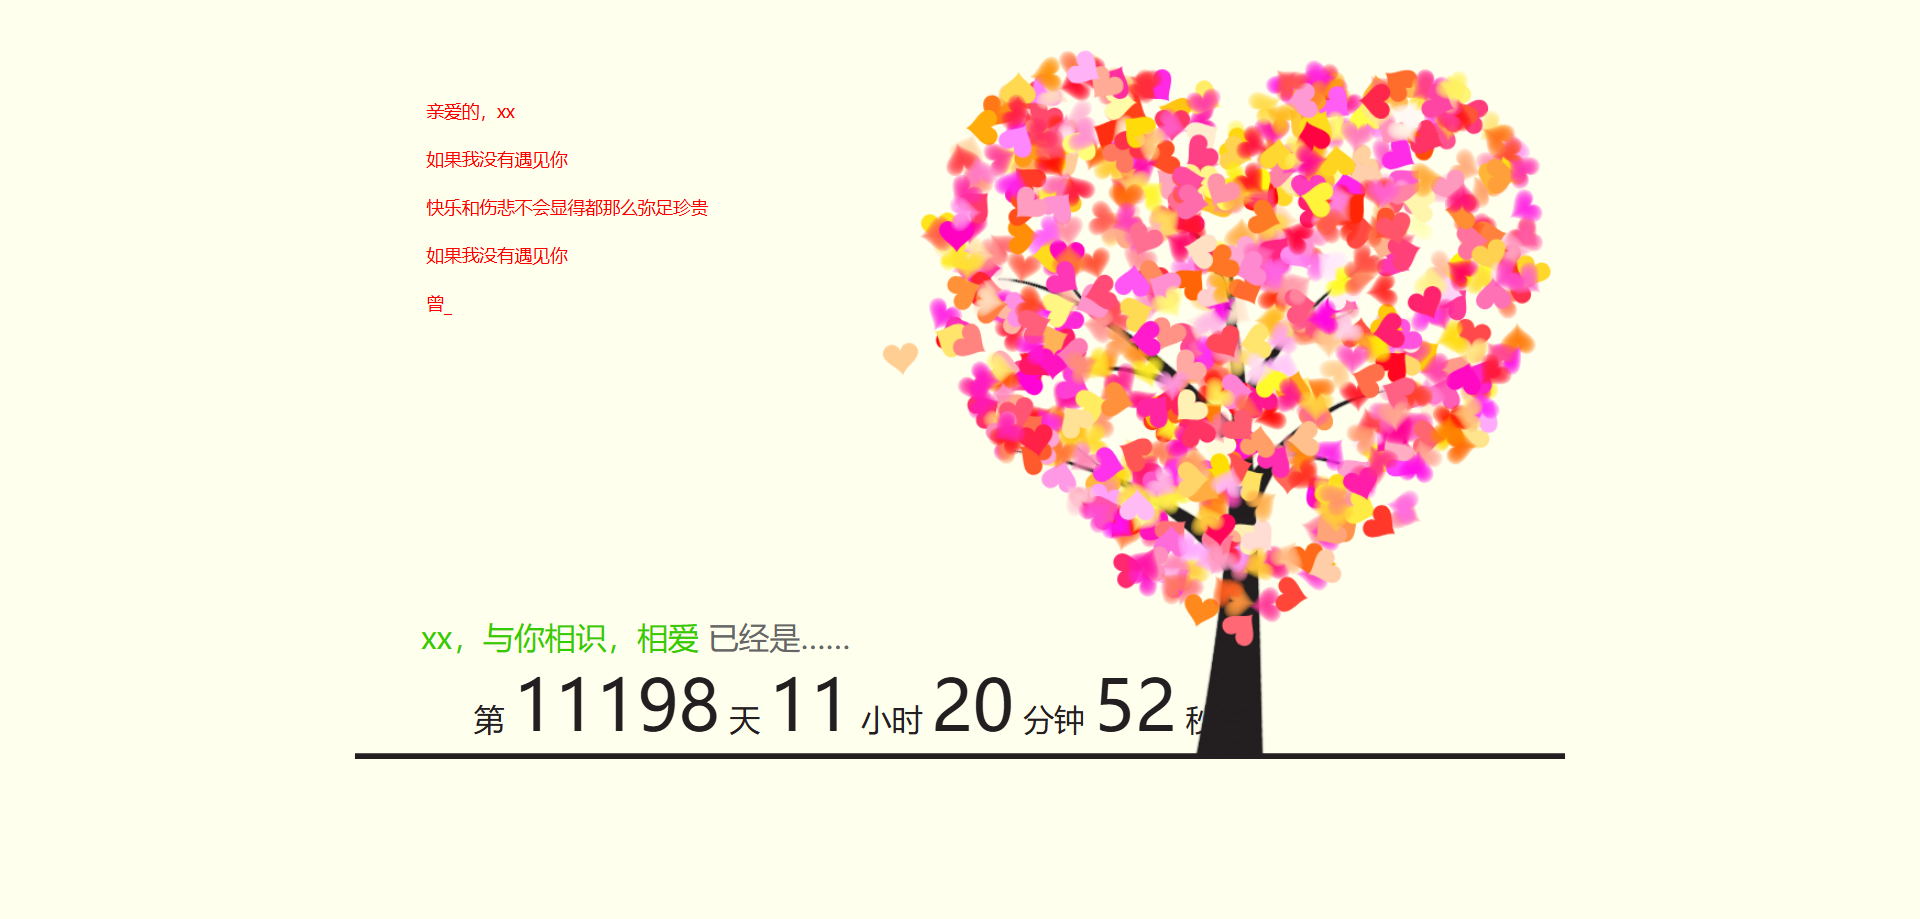 亲爱的，xx
如果我没有遇见你
快乐和伤悲不会显得都那么弥足珍贵
如果我没有遇见你
曾_
xx，与你相识，相爱 已经是……
第 11198 天 11 小时 20 分钟 52 秒